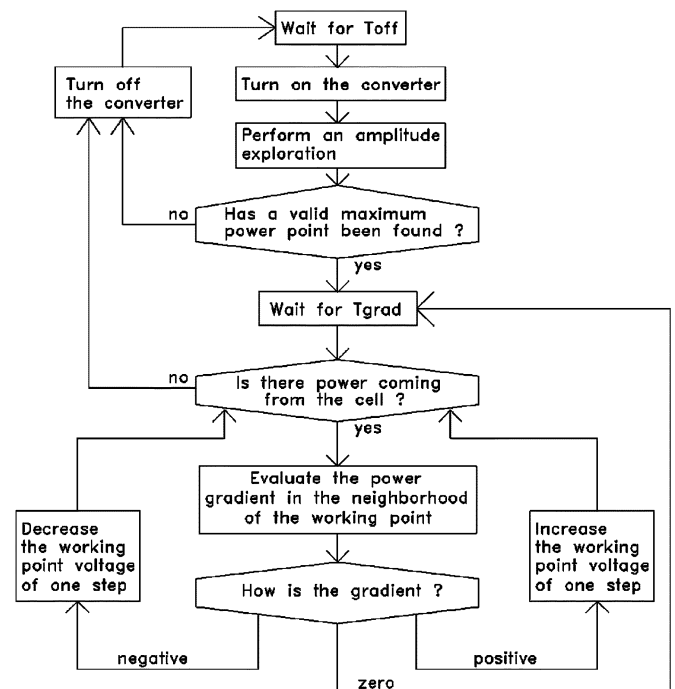 Wait for Toff
Turn off
the converter
Turn on the converter
Perform an amplitude
exploration
no
Has a valid maximum
power point been found ?
yes
Wait for Tgrad
no
Is there power coming
from the cell ?
yes
Evaluate the power
gradient in the neighborhood
of the working point
Decrease
the working
point voltage
of one step
Increase
the working
point voltage
of one step
How is the gradient ?
negative
positive
zero